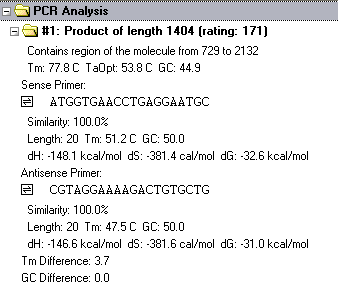 PCR Analysis
#1: Product of length 1404 (rating: 171)
Contains region of the molecule from 729 to 2132
Tm: 77.8 C TaOpt: 53.8 C GC: 44.9
Sense Primer:
ATGGTGAACCTGAGGAATGC
Similarity: 100.0%
Length: 20 Tm: 51.2 C GC: 50.0
dH: -148.1 kcal/mol dS: -381.4 cal/mol dG: -32.6 kcal/mol
Antisense Primer:
CGTAGGAAAAGACTGTGCTG
Similarity: 100.0%
Length: 20 Tm: 47.5 C GC: 50.0
dH: -146.6 kcal/mol dS: -381.6 cal/mol dG: -31.0 kcal/mol
Tm Difference: 3.7
GC Difference: 0.0